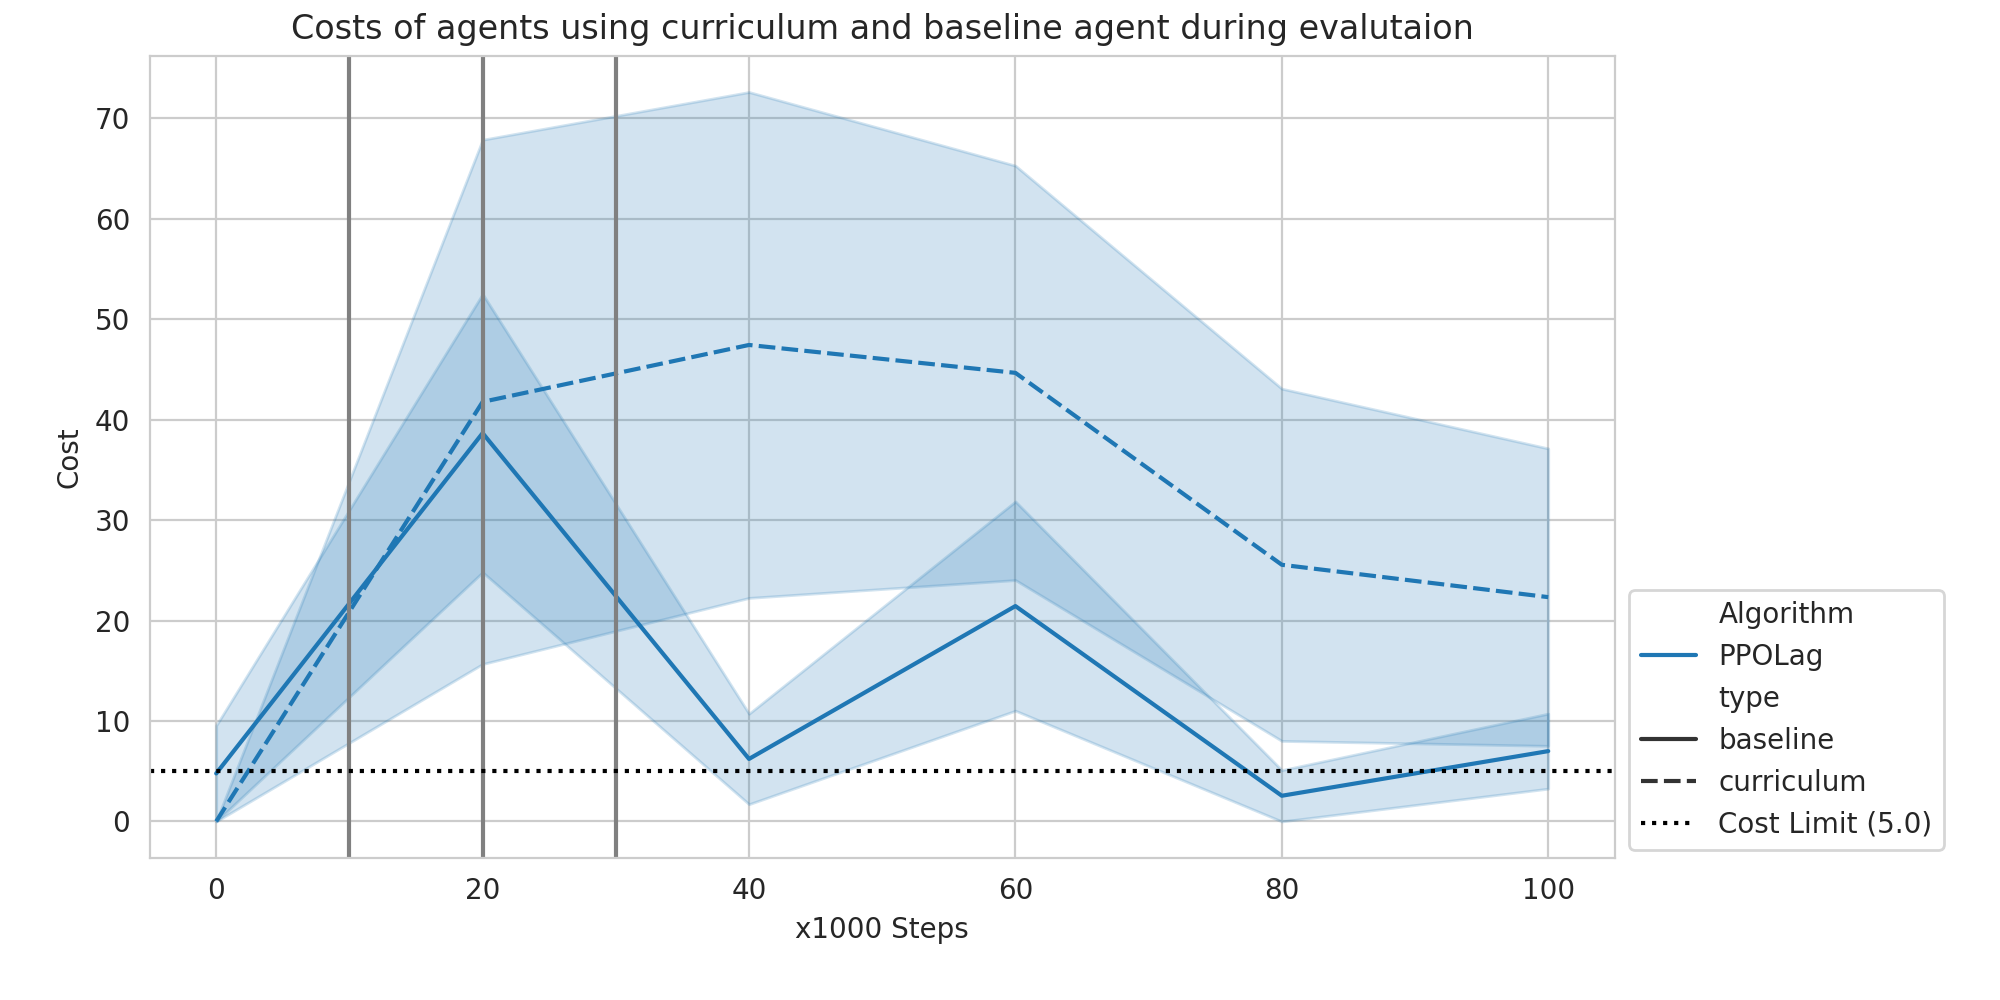 Costs of agents using curriculum and baseline agent during evalutaion
70
60
50
40
30
20
10
0
Cost
0 20 40 60 80 100
x1000 Steps
Algorithm
PPOLag
type
baseline
curriculum
Cost Limit (5.0)